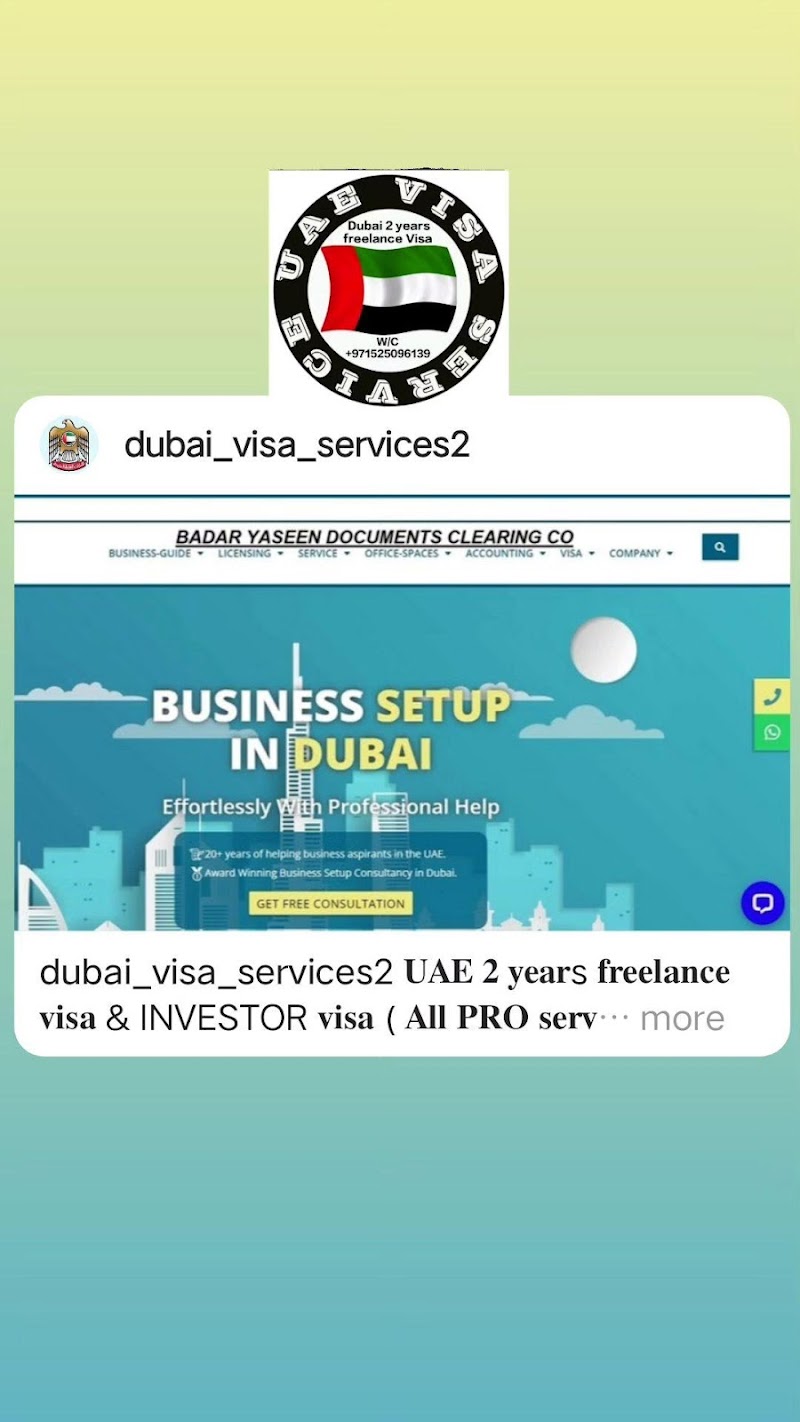 UAE VISA SERVICE
Dubai 2 years
freelance Visa
W/C
+971525096139
dubai_visa_services2
BADAR YASEEN DOCUMENTS CLEARING CO
BUSINESS-GUIDE LICENSING SERVICE OFFICE-SPACES ACCOUNTING VISA COMPANY
BUSINESS SETUP
IN DUBAI
Effortlessly With Professional Help
20+ years of helping business aspirants in the UAE.
Award Winning Business Setup Consultancy in Dubai.
GET FREE CONSULTATION
dubai_visa_services2 𝐔𝐀𝐄 𝟐 𝐲𝐞𝐚𝐫s 𝐟𝐫𝐞𝐞𝐥𝐚𝐧𝐜𝐞
𝐯𝐢𝐬𝐚 & INVESTOR 𝐯𝐢𝐬𝐚 ( 𝐀𝐥𝐥 𝐏𝐑𝐎 𝐬𝐞𝐫𝐯··· more